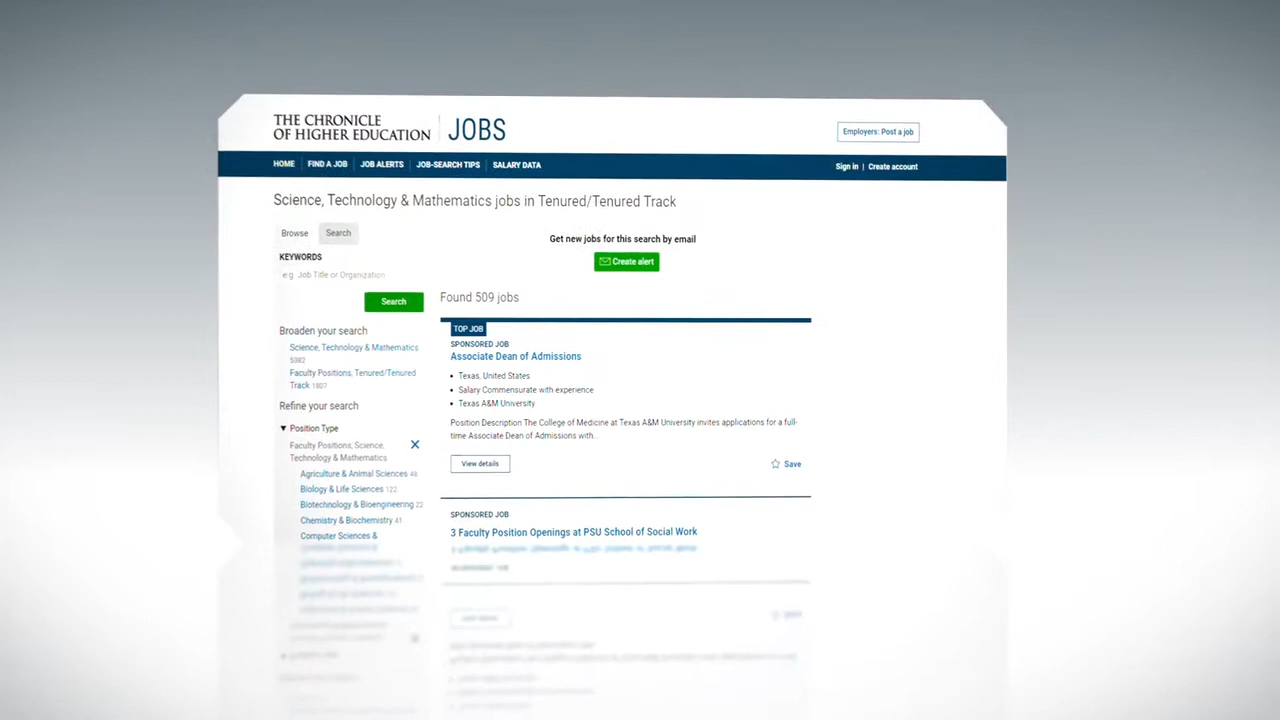 THE CHRONICLE
OF HIGHER EDUCATION
JOBS
Employers: Post a job
HOME
FIND A JOB
JOB ALERTS
JOB-SEARCH TIPS
SALARY DATA
Sign in | Create account
Science, Technology & Mathematics jobs in Tenured/Tenured Track
Browse
Search
Get new jobs for this search by email
KEYWORDS
Create alert
e.g. Job Title or Organization
Search
Found 509 jobs
Broaden your search
Science, Technology & Mathematics
5382
Faculty Positions, Tenured/Tenured
Track 1807
Refine your search
Position Type
Faculty Positions, Science,
Technology & Mathematics
Agriculture & Animal Sciences 48
Biology & Life Sciences 122
Biotechnology & Bioengineering 22
Chemistry & Biochemistry 41
Computer Sciences &
TOP JOB
SPONSORED JOB
Associate Dean of Admissions
Texas, United States
Salary Commensurate with experience
Texas A&M University
Position Description The College of Medicine at Texas A&M University invites applications for a full-
time Associate Dean of Admissions with..
View details
Save
SPONSORED JOB
3 Faculty Position Openings at PSU School of Social Work